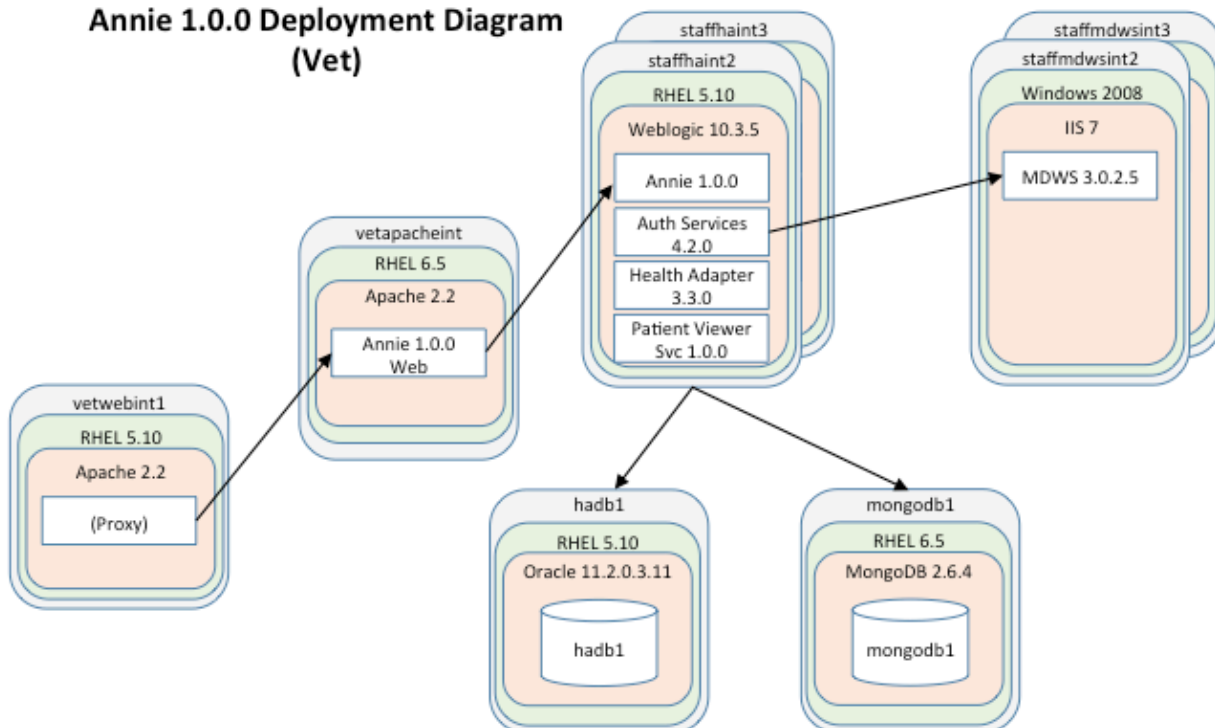 Annie 1.0.0 Deployment Diagram
(Vet)
staffhaint3
staffhaint2
RHEL 5.10
Weblogic 10.3.5
Annie 1.0.0
Auth Services
4.2.0
Health Adapter
3.3.0
Patient Viewer
Svc 1.0.0
staffmdwsint3
staffmdwsint2
Windows 2008
IIS 7
MDWS 3.0.2.5
vetapacheint
RHEL 6.5
Apache 2.2
Annie 1.0.0
Web
vetwebint1
RHEL 5.10
Apache 2.2
(Proxy)
hadb1
RHEL 5.10
Oracle 11.2.0.3.11
hadb1
mongodb1
RHEL 6.5
MongoDB 2.6.4
mongodb1